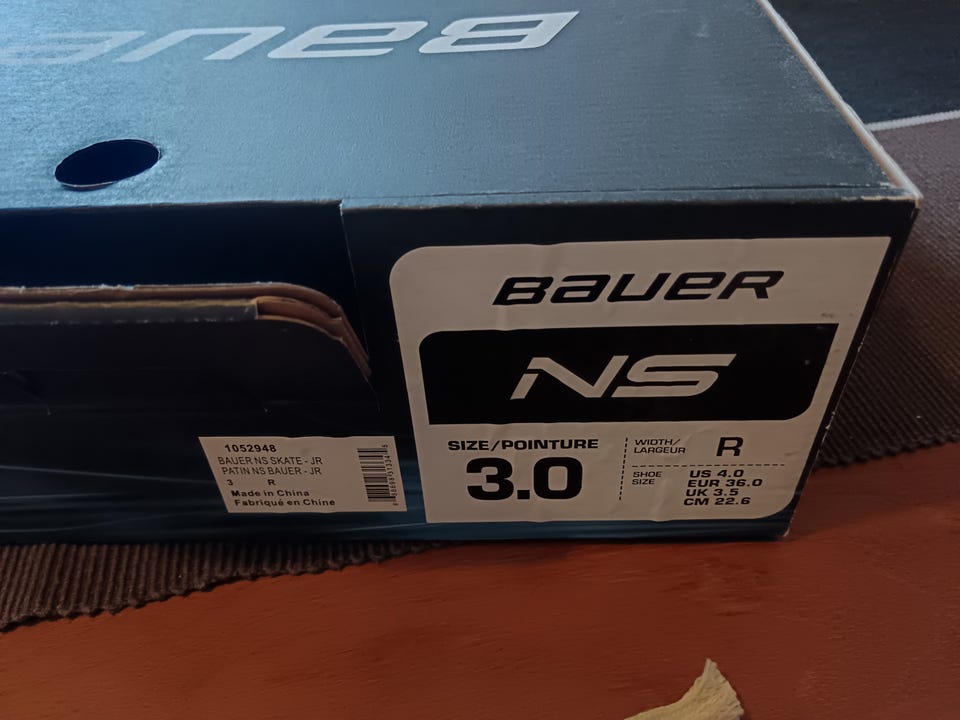 Bauer
BAUER
NS
SIZE/POINTURE
3.0
WIDTH/
LARGEUR
R
SHOE
SIZE
US 4.0
EUR 36.0
UK 3.5
CM 22.6
1052948
BAUER NS SKATE - JR
PATIN NS BAUER - JR
3 R
Made in China
Fabriqué en Chine